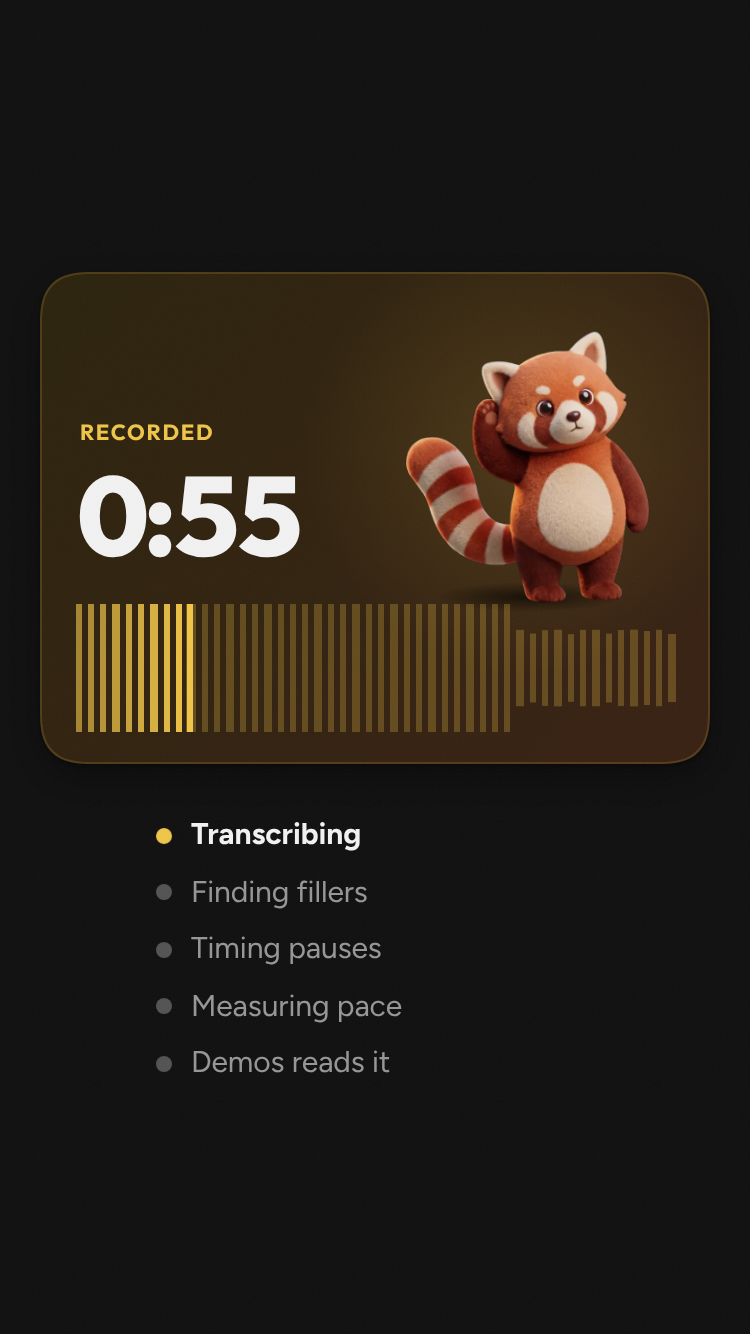 RECORDED
0:55
Transcribing
Finding fillers
Timing pauses
Measuring pace
Demos reads it